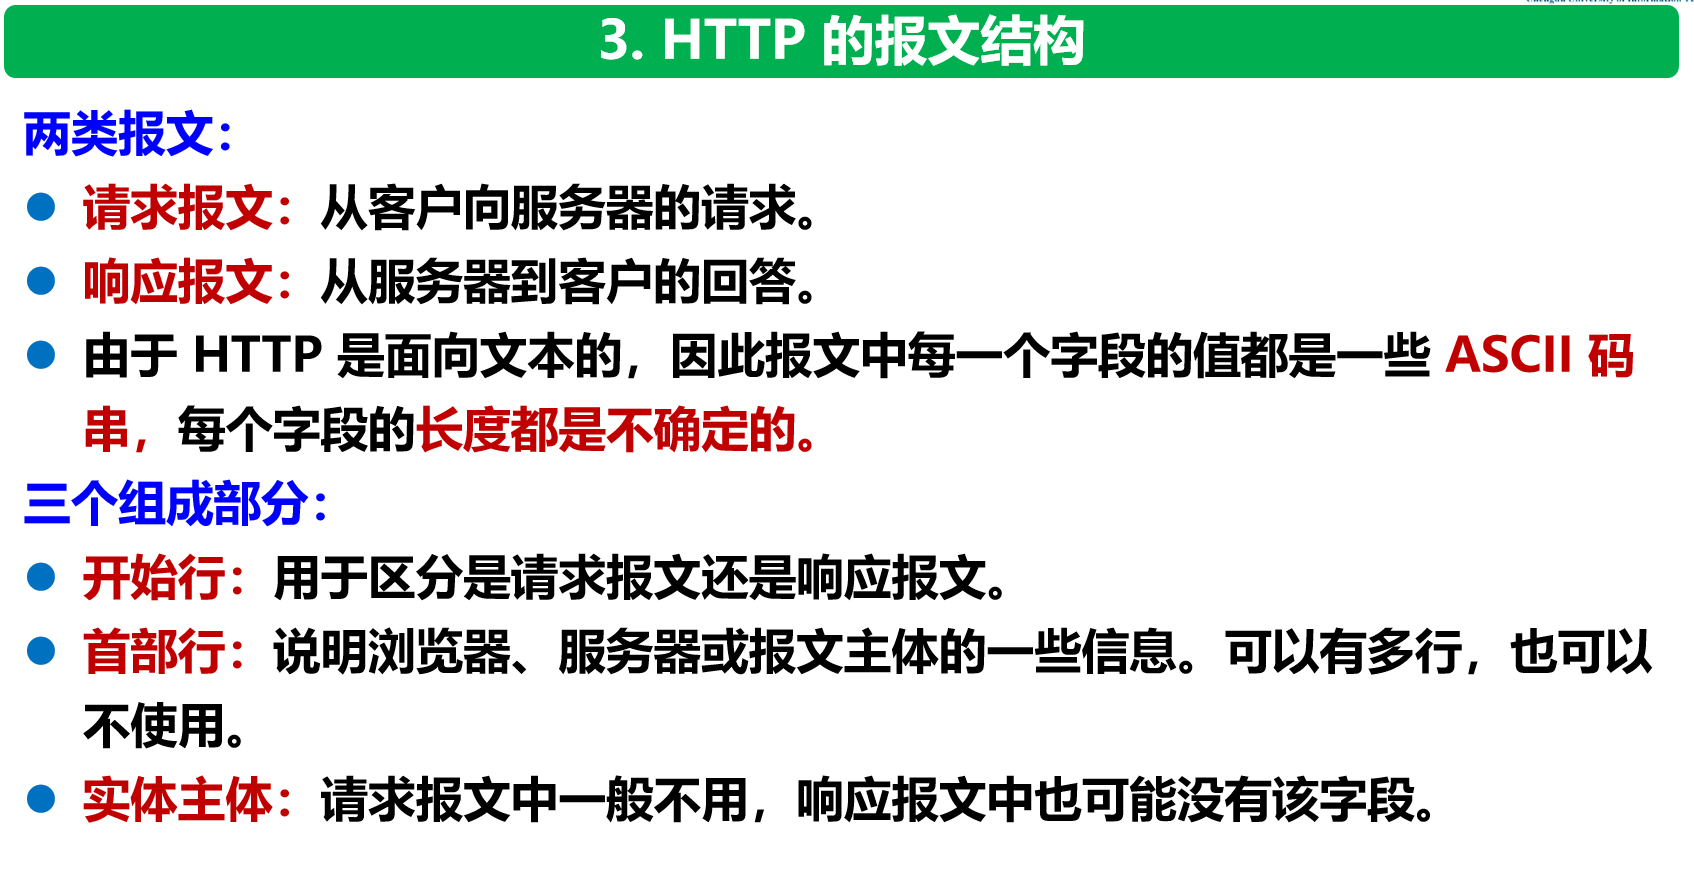 3. HTTP 的报文结构
两类报文：
● 请求报文：从客户向服务器的请求。
● 响应报文：从服务器到客户的回答。
● 由于 HTTP 是面向文本的，因此报文中每一个字段的值都是一些 ASCII 码
串，每个字段的长度都是不确定的。
三个组成部分：
● 开始行：用于区分是请求报文还是响应报文。
● 首部行：说明浏览器、服务器或报文主体的一些信息。可以有多行，也可以
不使用。
● 实体主体：请求报文中一般不用，响应报文中也可能没有该字段。